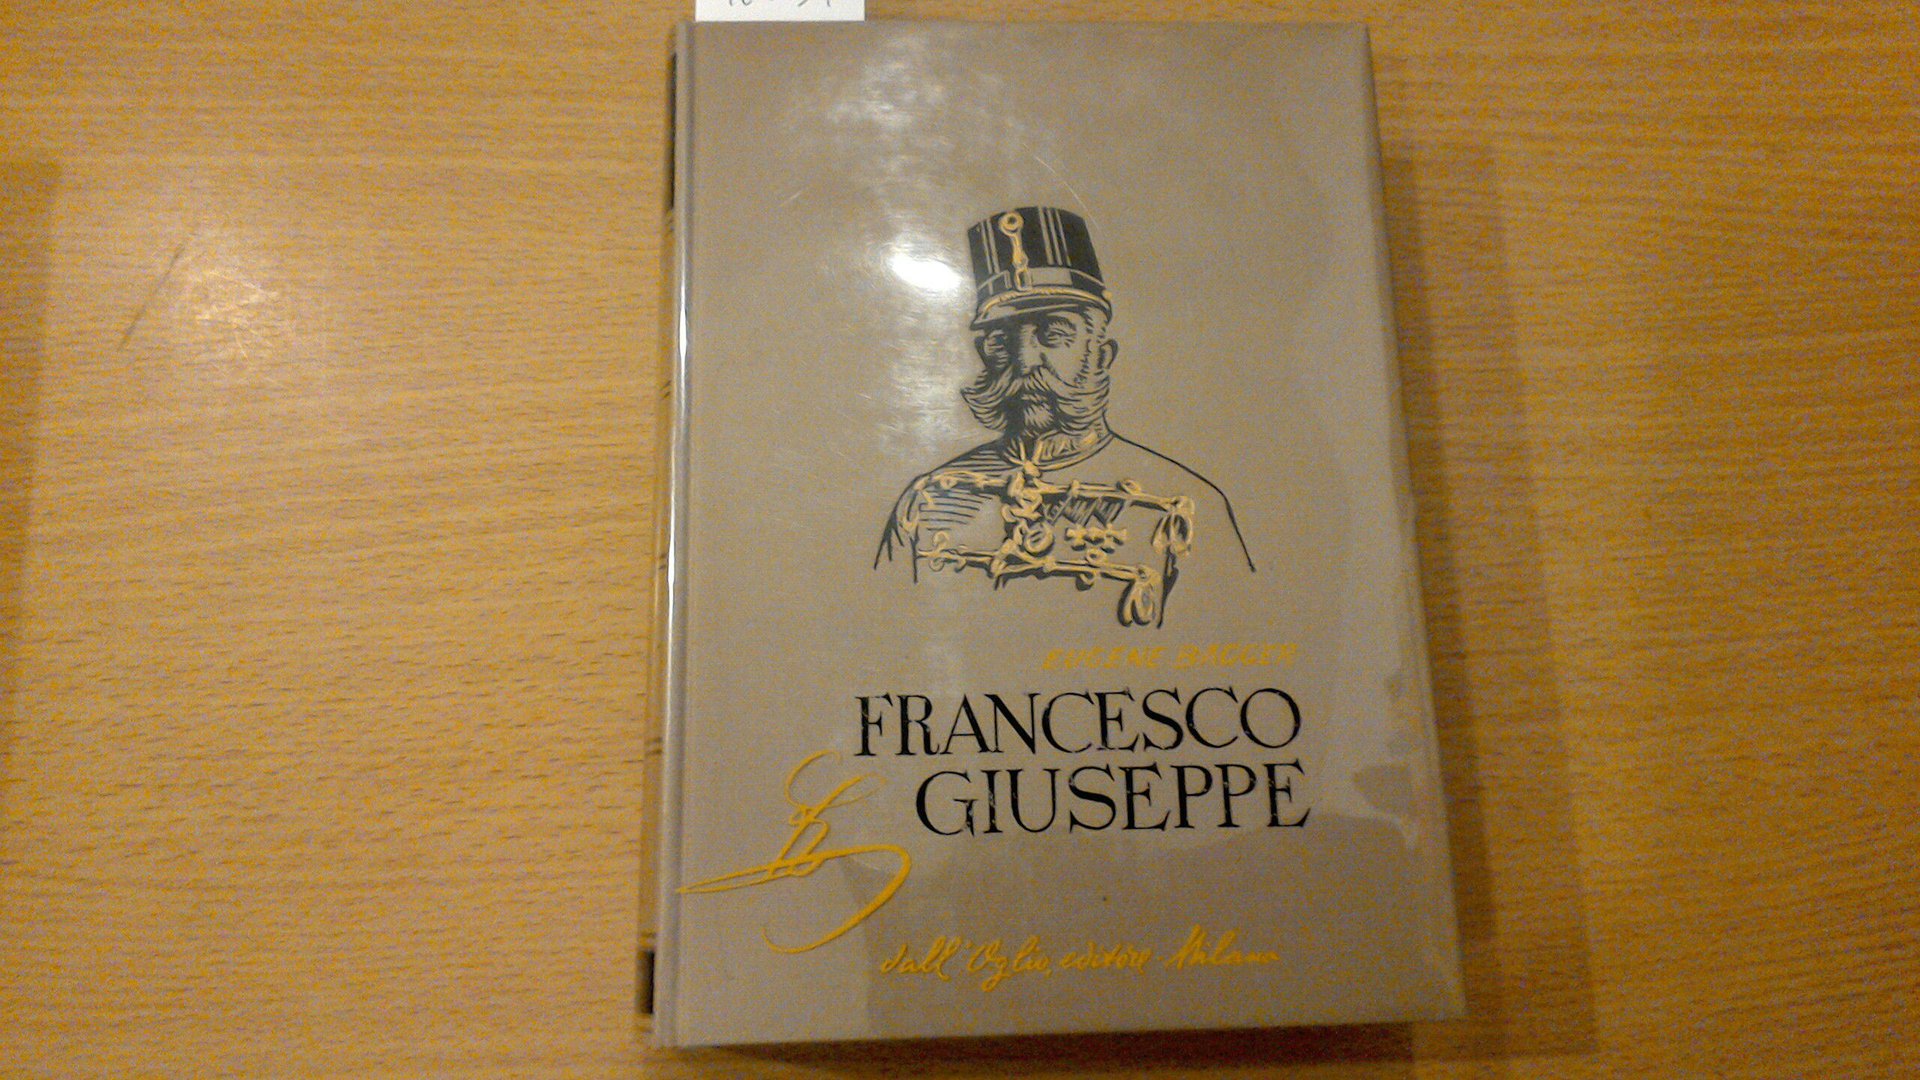 EUGENE BAGGER
FRANCESCO
GIUSEPPE
dall'Oglio, editore Milano